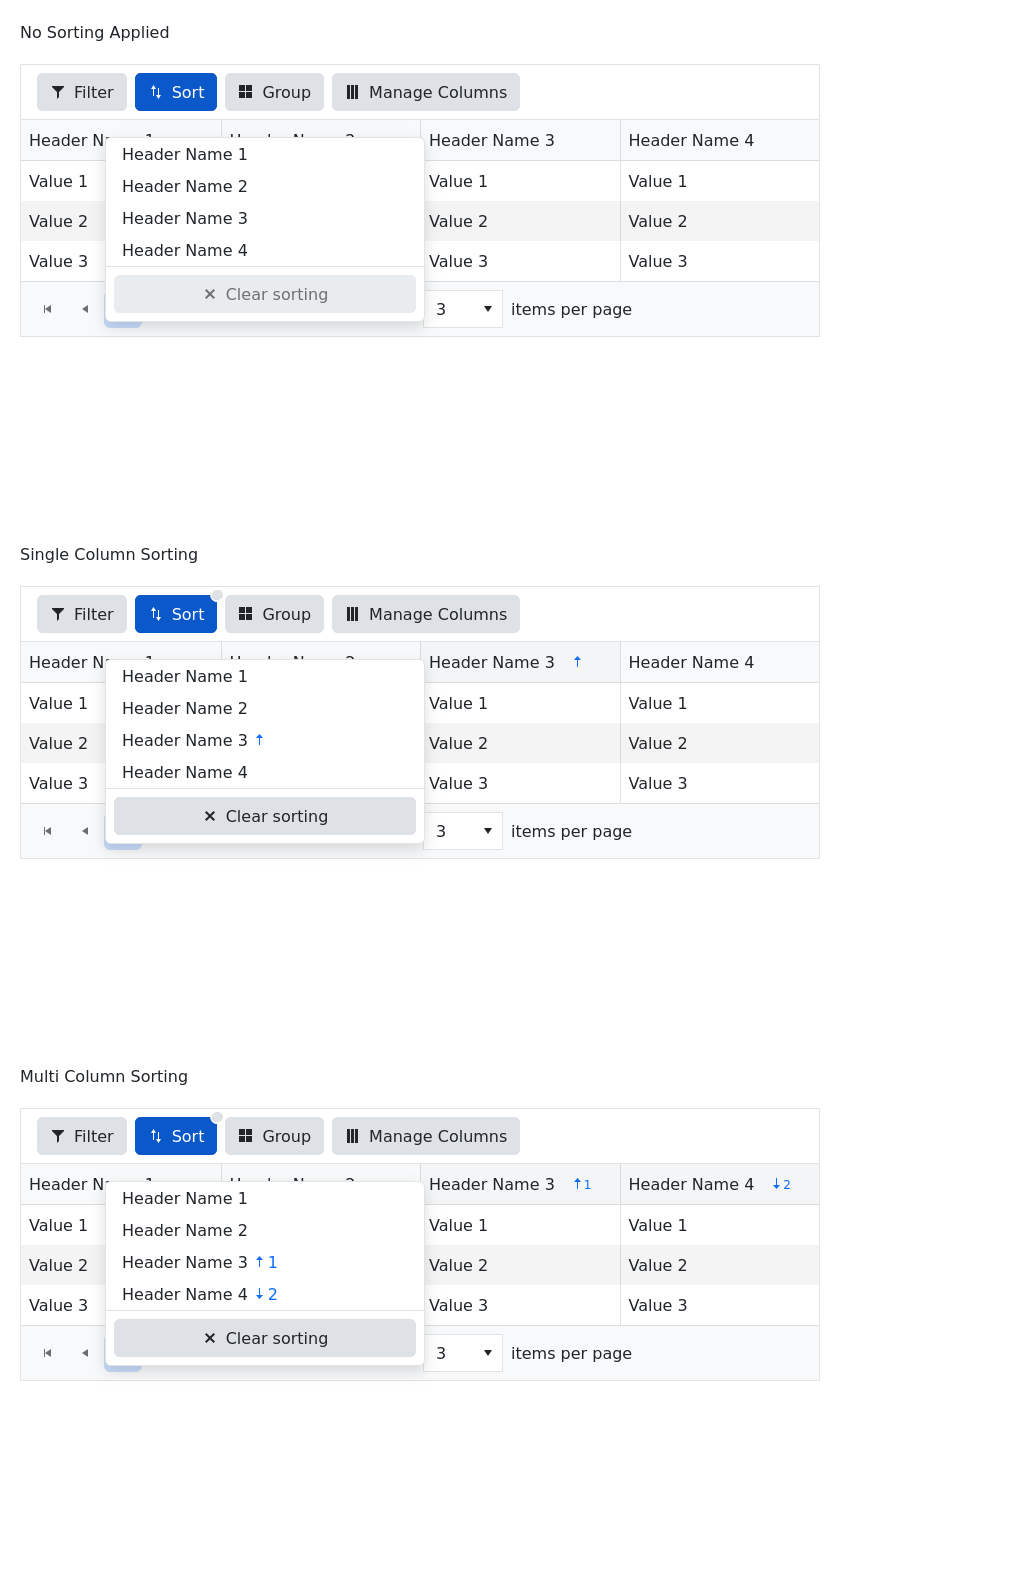 No Sorting Applied
Filter Sort Group Manage Columns
Header Header Name 3 Header Name 4
Header Name 1
Value 1 Value 1 Value 1
Header Name 2
Value 2 Header Name 3 Value 2 Value 2
Header Name 4
Value 3 Value 3 Value 3
Clear sorting
3 items per page
Single Column Sorting
Filter Sort Group Manage Columns
Header Header Name 3 Header Name 4
Header Name 1
Value 1 Header Name 2 Value 1 Value 1
Value 2 Header Name 3 Value 2 Value 2
Header Name 4
Value 3 Value 3 Value 3
Clear sorting
3 items per page
Multi Column Sorting
Filter Sort Group Manage Columns
Header Header Name 3 1 Header Name 4 2
Header Name 1
Value 1 Header Name 2 Value 1 Value 1
Value 2 Header Name 3 1 Value 2 Value 2
Header Name 4 2
Value 3 Value 3 Value 3
Clear sorting
3 items per page